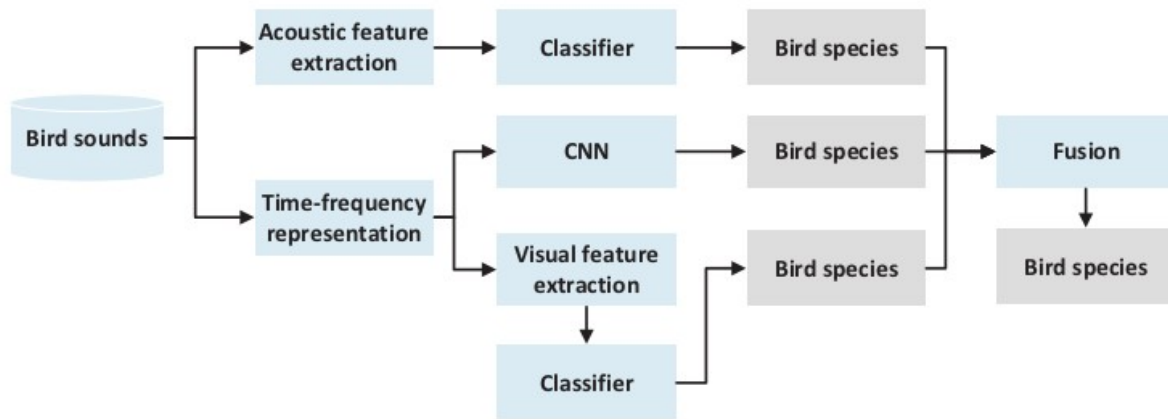 Acoustic feature
extraction
Classifier
Bird species
Bird sounds
CNN
Bird species
Fusion
Time-frequency
representation
Visual feature
extraction
Bird species
Bird species
Classifier